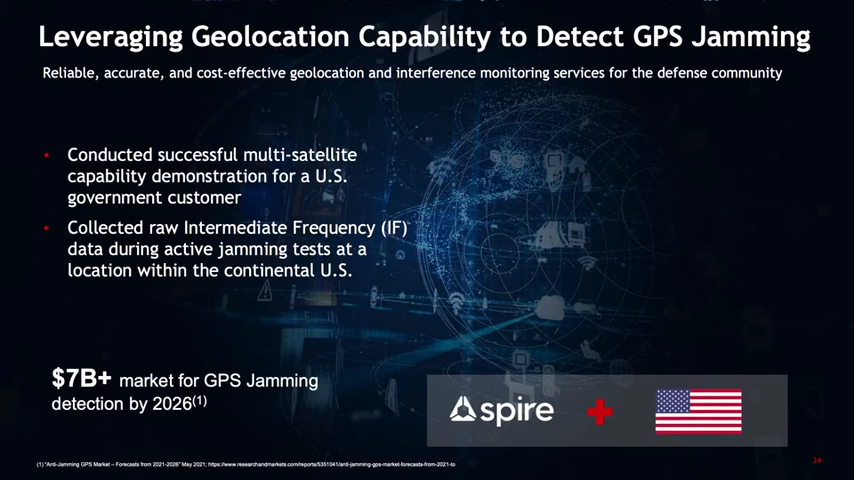 Leveraging Geolocation Capability to Detect GPS Jamming
Reliable, accurate, and cost-effective geolocation and interference monitoring services for the defense community
• Conducted successful multi-satellite
capability demonstration for a U.S.
government customer
• Collected raw Intermediate Frequency (IF)
data during active jamming tests at a
location within the continental U.S.
$7B+ market for GPS Jamming
detection by 2026(1)
spire
(1) "Anti-Jamming GPS Market – Forecasts from 2021-2026" May 2021; https://www.researchandmarkets.com/reports/5351041/anti-jamming-gps-market-forecasts-from-2021-to
34